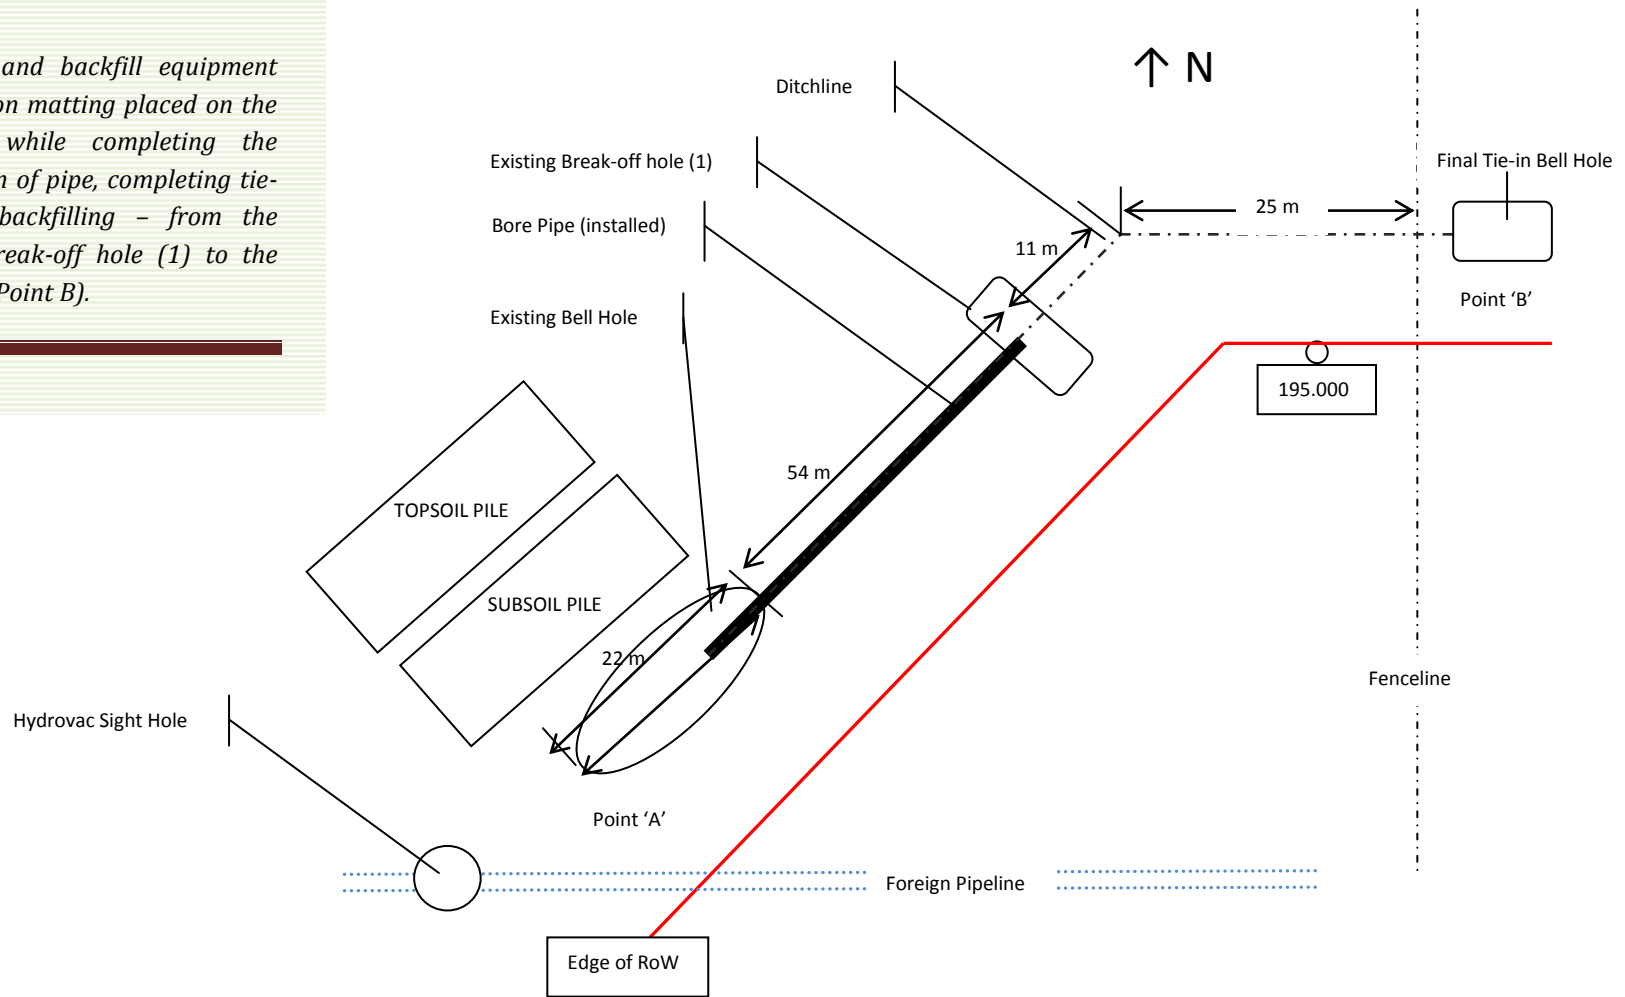 and backfill equipment
on matting placed on the
while completing the
n of pipe, completing tie-
backfilling – from the
reak-off hole (1) to the
Point B).
N
Ditchline
Existing Break-off hole (1)
Final Tie-in Bell Hole
25 m
Bore Pipe (installed)
11 m
Point ‘B’
Existing Bell Hole
195.000
54 m
TOPSOIL PILE
SUBSOIL PILE
22 m
Fenceline
Hydrovac Sight Hole
Point ‘A’
Foreign Pipeline
Edge of RoW